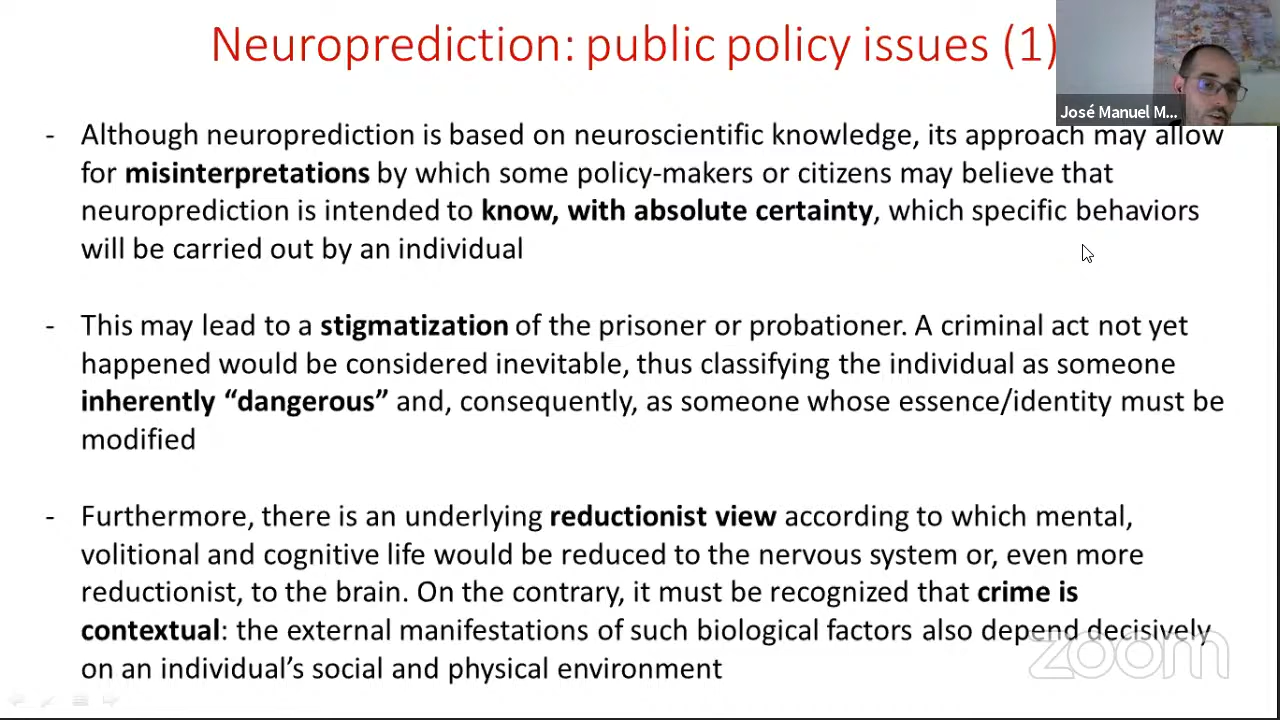 Neuroprediction: public policy issues (1)
José Manuel M...
- Although neuroprediction is based on neuroscientific knowledge, its approach may allow
for misinterpretations by which some policy-makers or citizens may believe that
neuroprediction is intended to know, with absolute certainty, which specific behaviors
will be carried out by an individual
- This may lead to a stigmatization of the prisoner or probationer. A criminal act not yet
happened would be considered inevitable, thus classifying the individual as someone
inherently “dangerous” and, consequently, as someone whose essence/identity must be
modified
- Furthermore, there is an underlying reductionist view according to which mental,
volitional and cognitive life would be reduced to the nervous system or, even more
reductionist, to the brain. On the contrary, it must be recognized that crime is
contextual: the external manifestations of such biological factors also depend decisively
on an individual’s social and physical environment
zoom